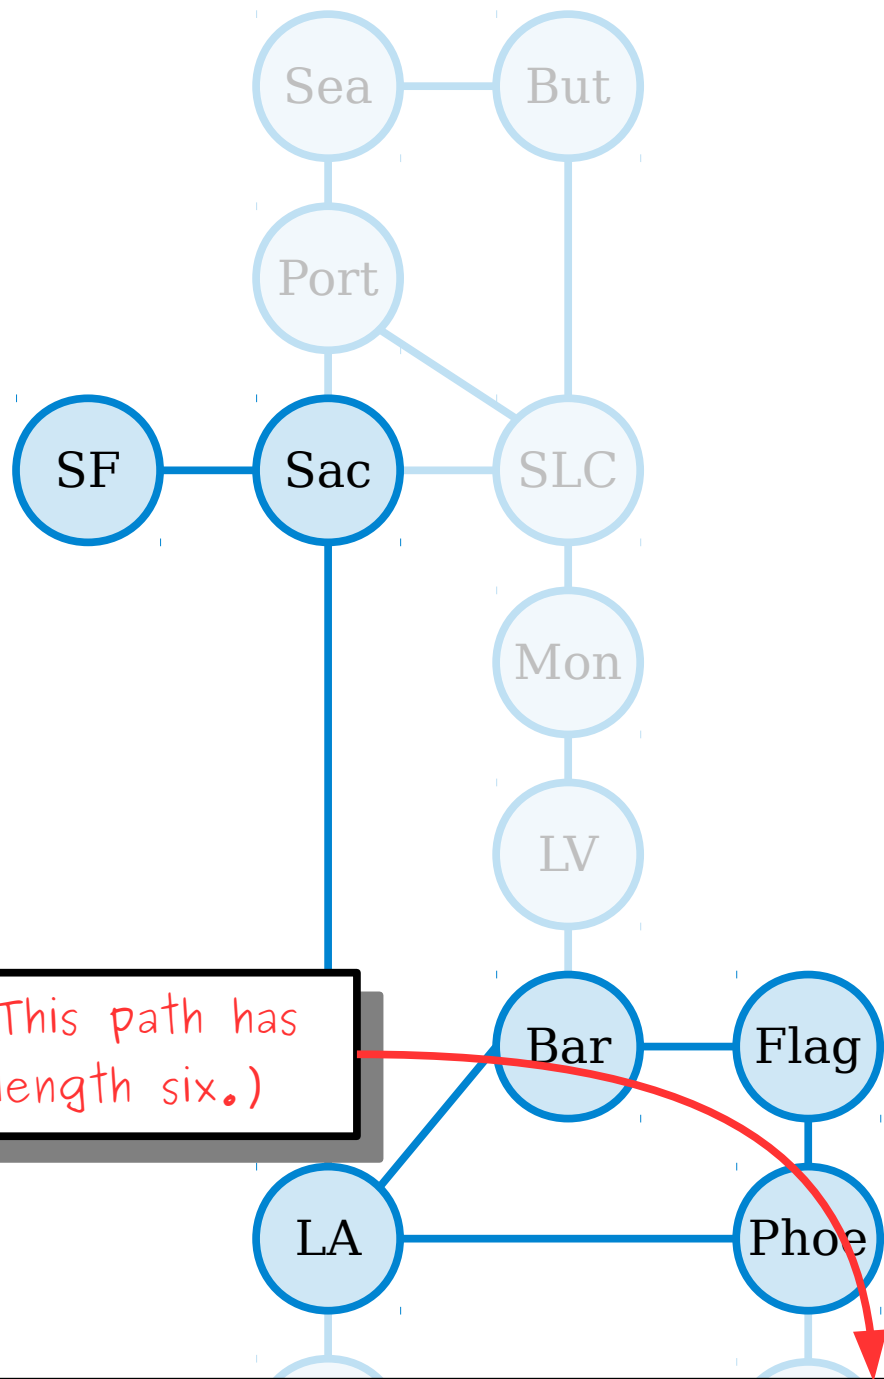 Sea But
Port
SF Sac SLC
Mon
LV
This path has
ength six.)
Bar Flag
LA Phoe